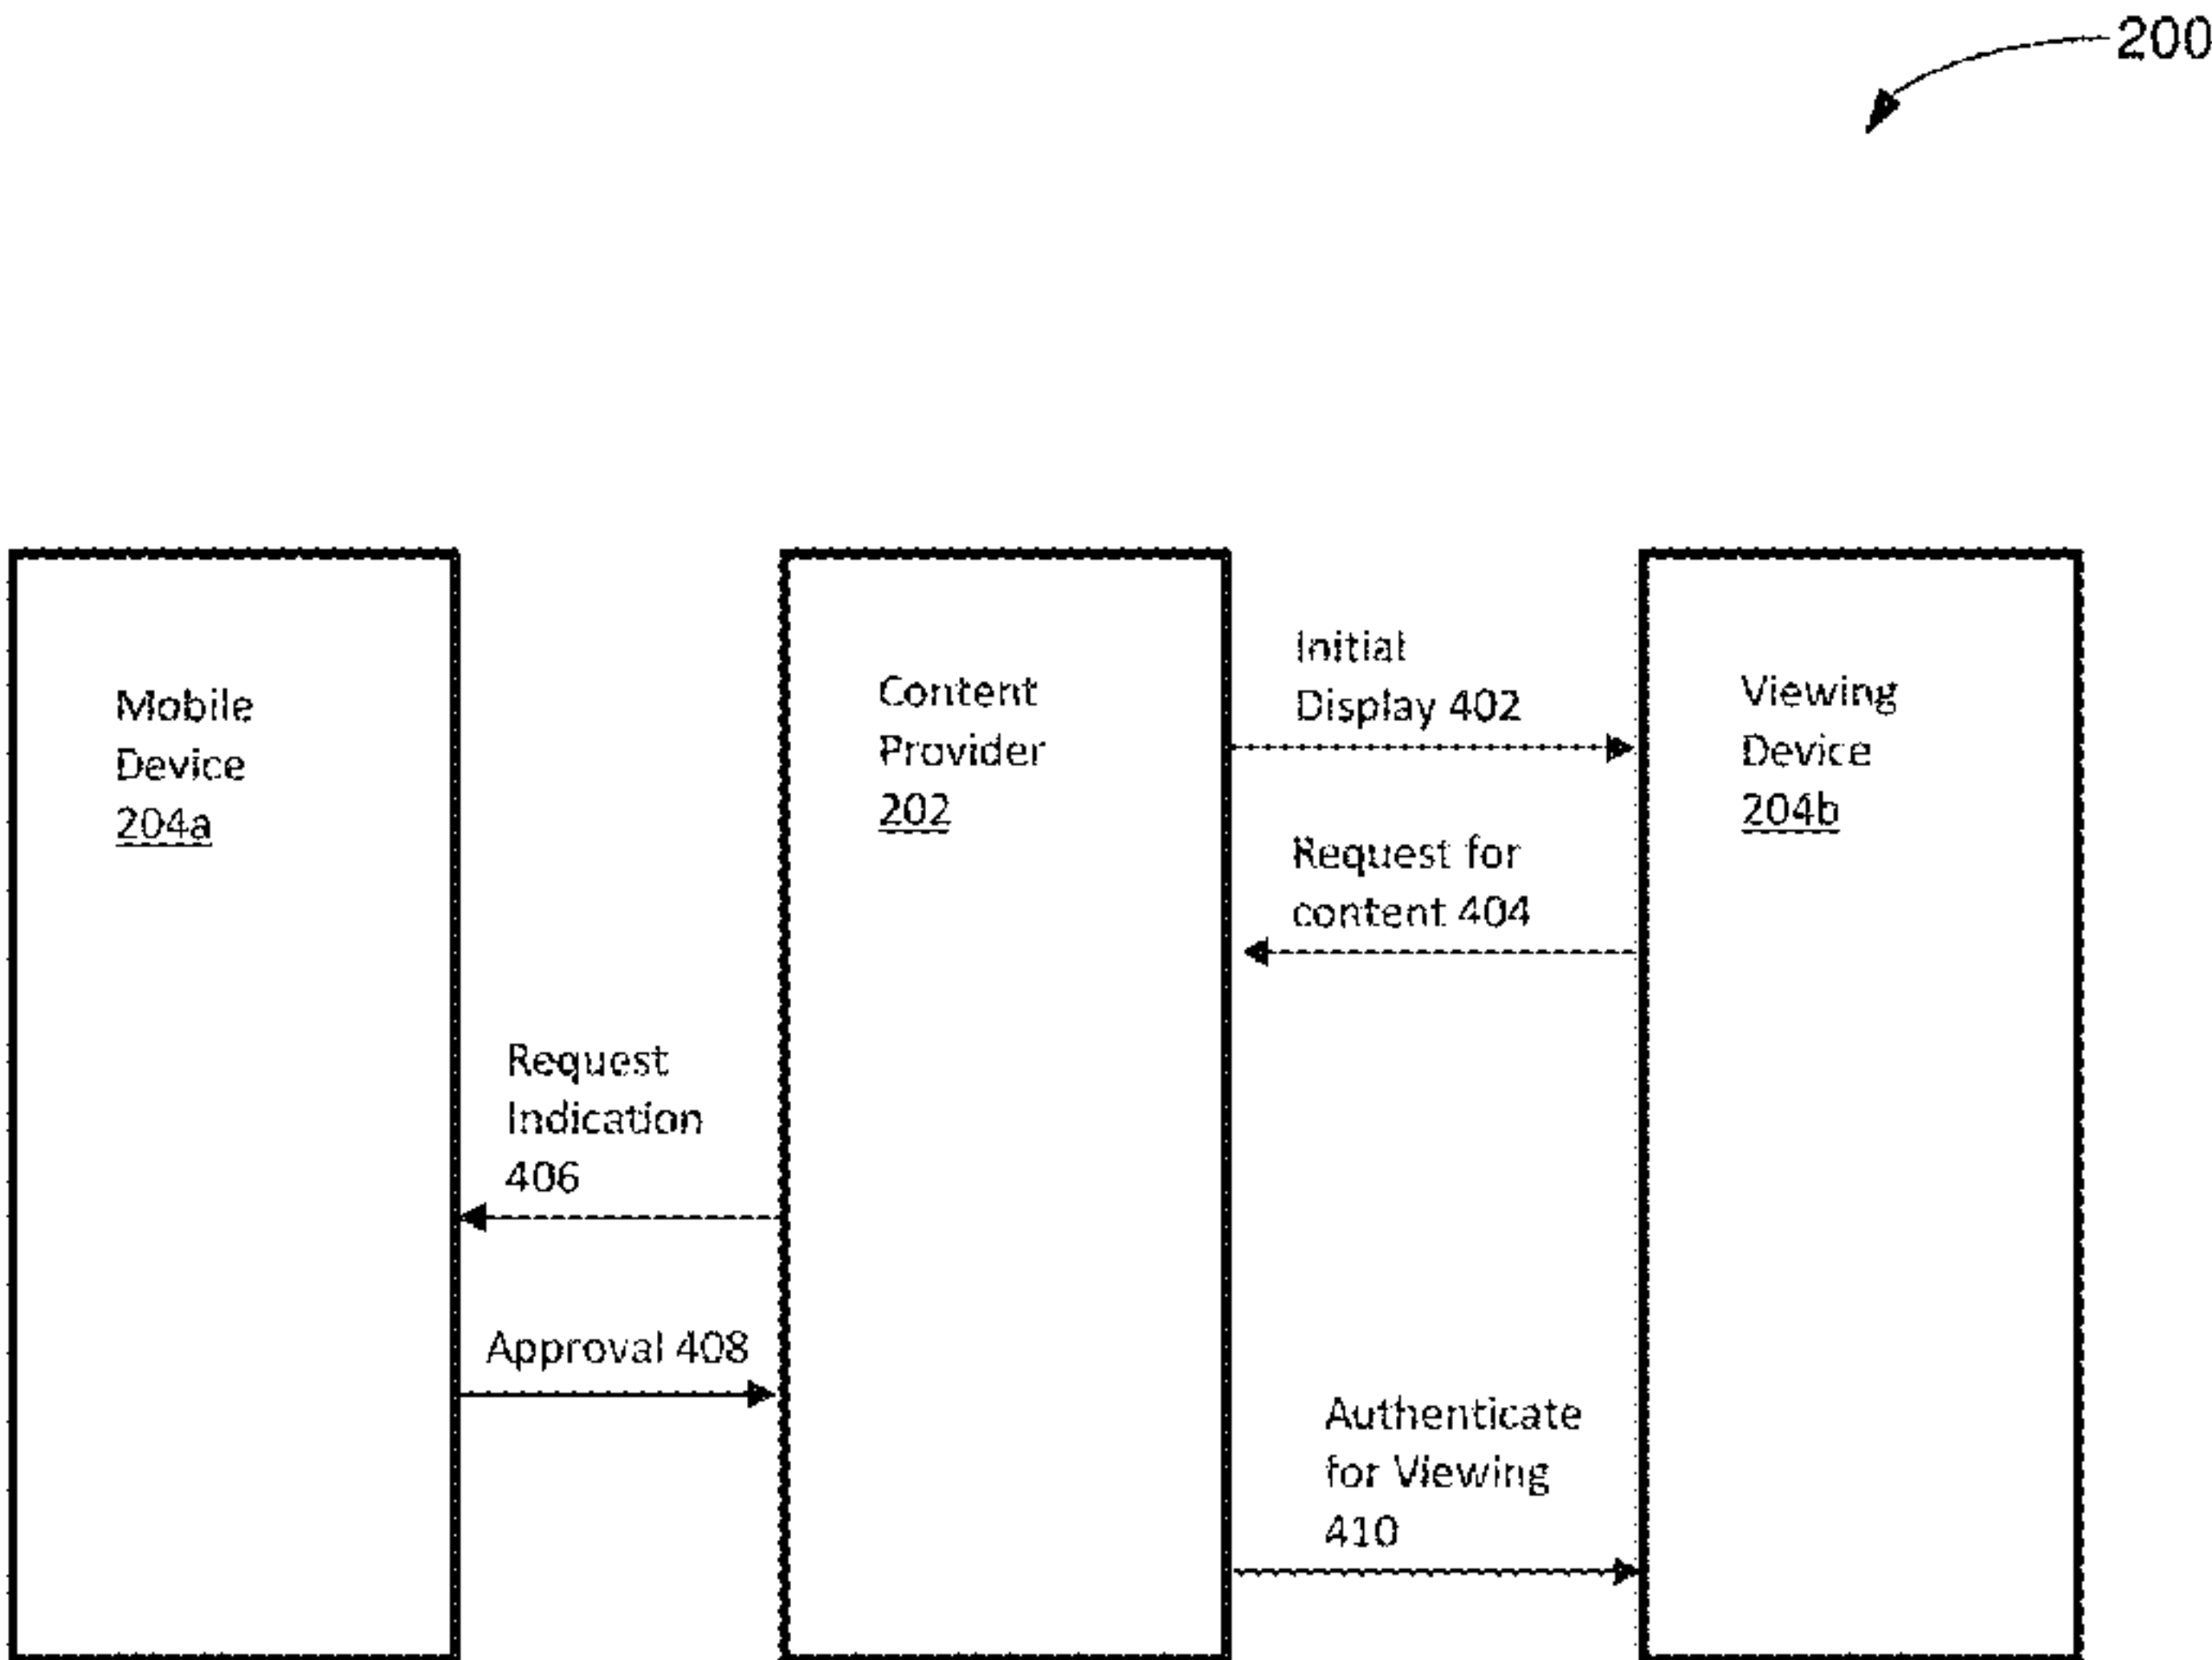 200
Mobile
Device
204a
Content
Provider
202
Initial
Display 402
Viewing
Device
204b
Request for
content 404
Request
Indication
406
Approval 408
Authenticate
for Viewing
410